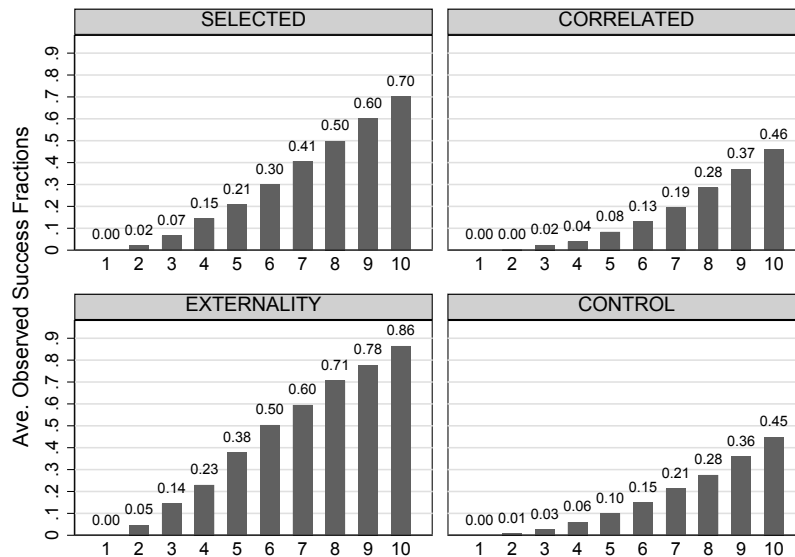 SELECTED
CORRELATED
Ave. Observed Success Fractions
0 .1 .2 .3 .4 .5 .6 .7 .8 .9
0.00 0.02 0.07 0.15 0.21 0.30 0.41 0.50 0.60 0.70
1 2 3 4 5 6 7 8 9 10
0.00 0.00 0.02 0.04 0.08 0.13 0.19 0.28 0.37 0.46
1 2 3 4 5 6 7 8 9 10
EXTERNALITY
CONTROL
0 .1 .2 .3 .4 .5 .6 .7 .8 .9
0.00 0.05 0.14 0.23 0.38 0.50 0.60 0.71 0.78 0.86
1 2 3 4 5 6 7 8 9 10
0.00 0.01 0.03 0.06 0.10 0.15 0.21 0.28 0.36 0.45
1 2 3 4 5 6 7 8 9 10